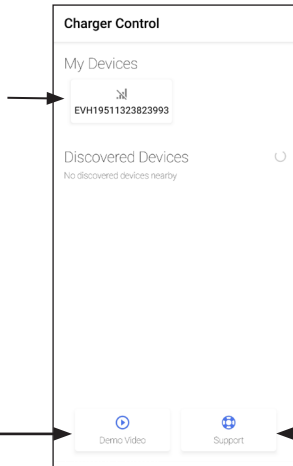 Charger Control
My Devices
EVH19511323823993
Discovered Devices
No discovered devices nearby
Demo Video
Support